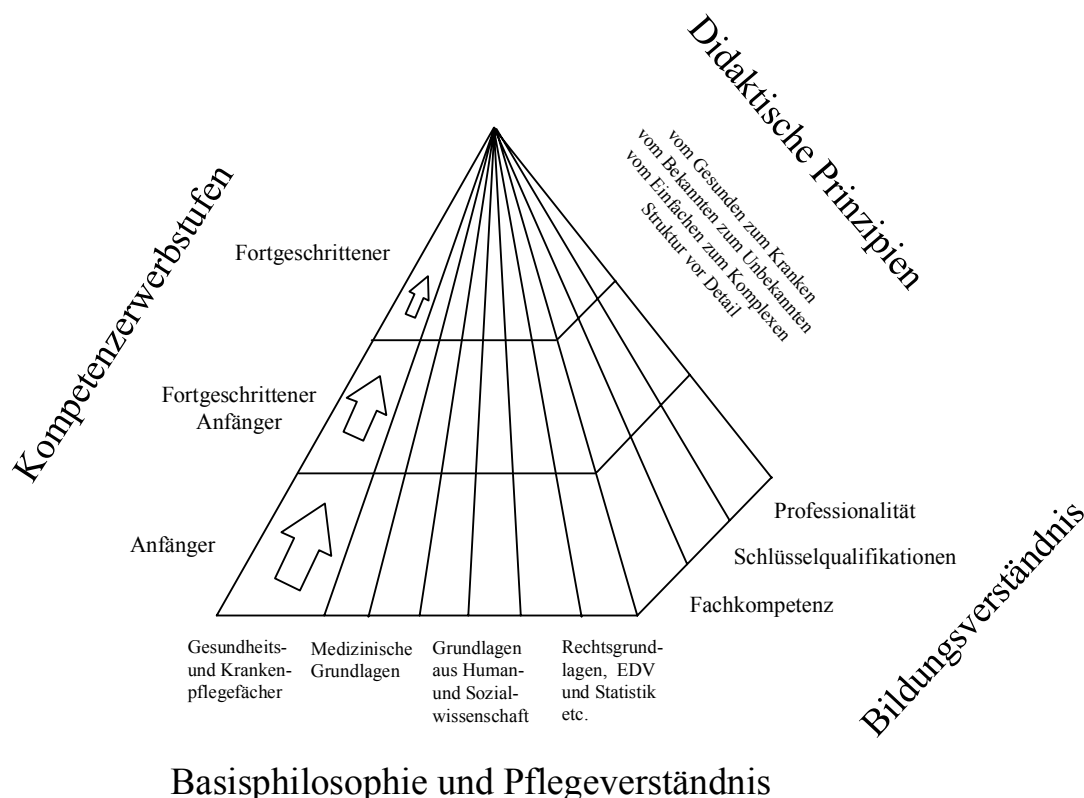 Didaktische Prinzipien
vom Gesunden zum Kranken
vom Bekannten zum Unbekannten
vom Einfachen zum Komplexen
Struktur vor Detail
Kompetenzerwerbstufen
Fortgeschrittener
Fortgeschrittener
Anfänger
Anfänger
Professionalität
Schlüsselqualifikationen
Fachkompetenz
Bildungsverständnis
Gesundheits-
und Kranken-
pflegefächer
Medizinische
Grundlagen
Grundlagen
aus Human-
und Sozial-
wissenschaft
Rechtsgrund-
lagen, EDV
und Statistik
etc.
Basisphilosophie und Pflegeverständnis